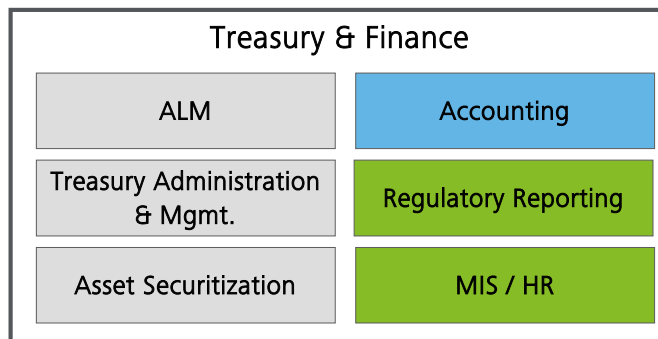 Treasury & Finance
ALM
Accounting
Treasury Administration
& Mgmt.
Regulatory Reporting
Asset Securitization
MIS / HR